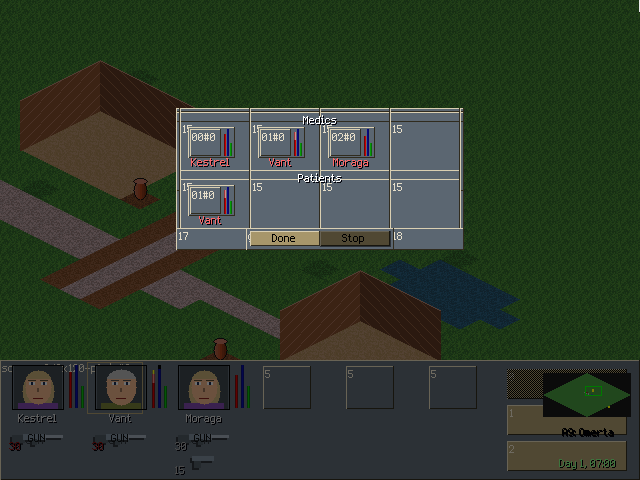 Medics
15 15 15 15
00#0 01#0 02#0
Kestrel Vant Moraga
Patients
15 15 15 15
01#0
Vant
17 Done Stop 18
5 5 5
Kestrel Vant Moraga
1
GUN GUN GUN
30 30 30
A9: Omerta
2
15
Day 1, 07:00